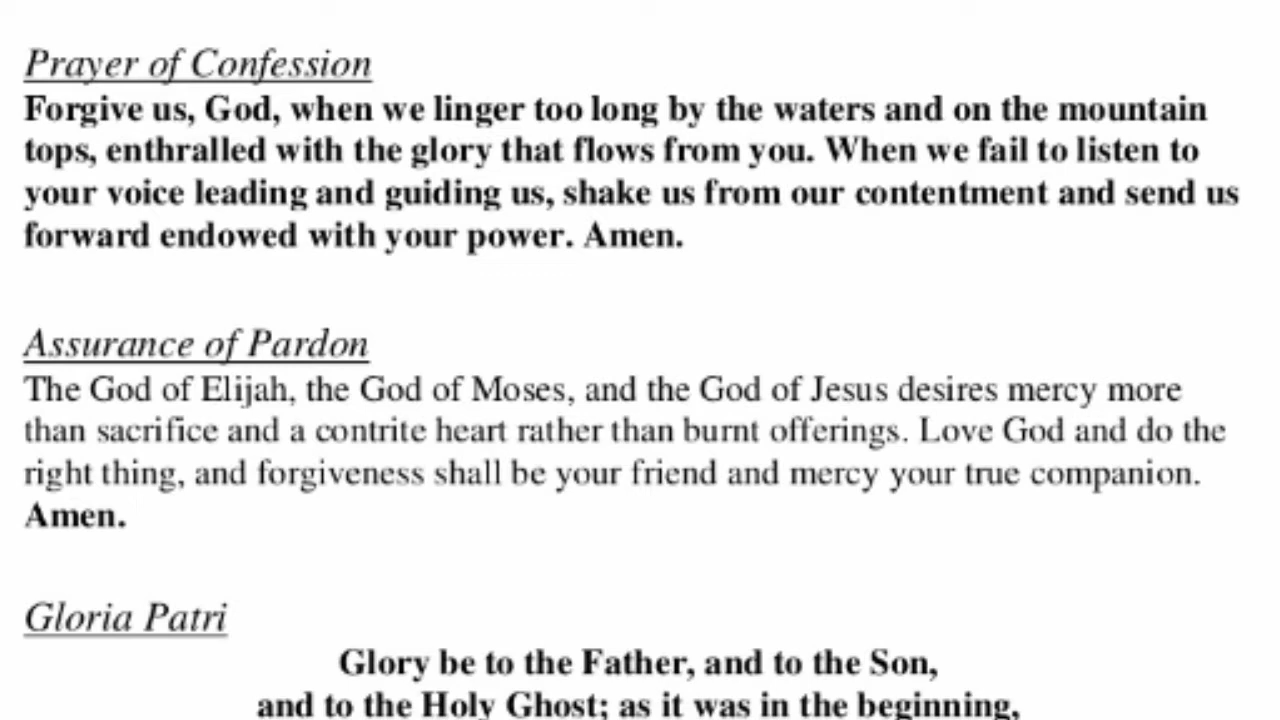 Prayer of Confession
Forgive us, God, when we linger too long by the waters and on the mountain
tops, enthralled with the glory that flows from you. When we fail to listen to
your voice leading and guiding us, shake us from our contentment and send us
forward endowed with your power. Amen.
Assurance of Pardon
The God of Elijah, the God of Moses, and the God of Jesus desires mercy more
than sacrifice and a contrite heart rather than burnt offerings. Love God and do the
right thing, and forgiveness shall be your friend and mercy your true companion.
Amen.
Gloria Patri
Glory be to the Father, and to the Son,
and to the Holy Ghost; as it was in the beginning,